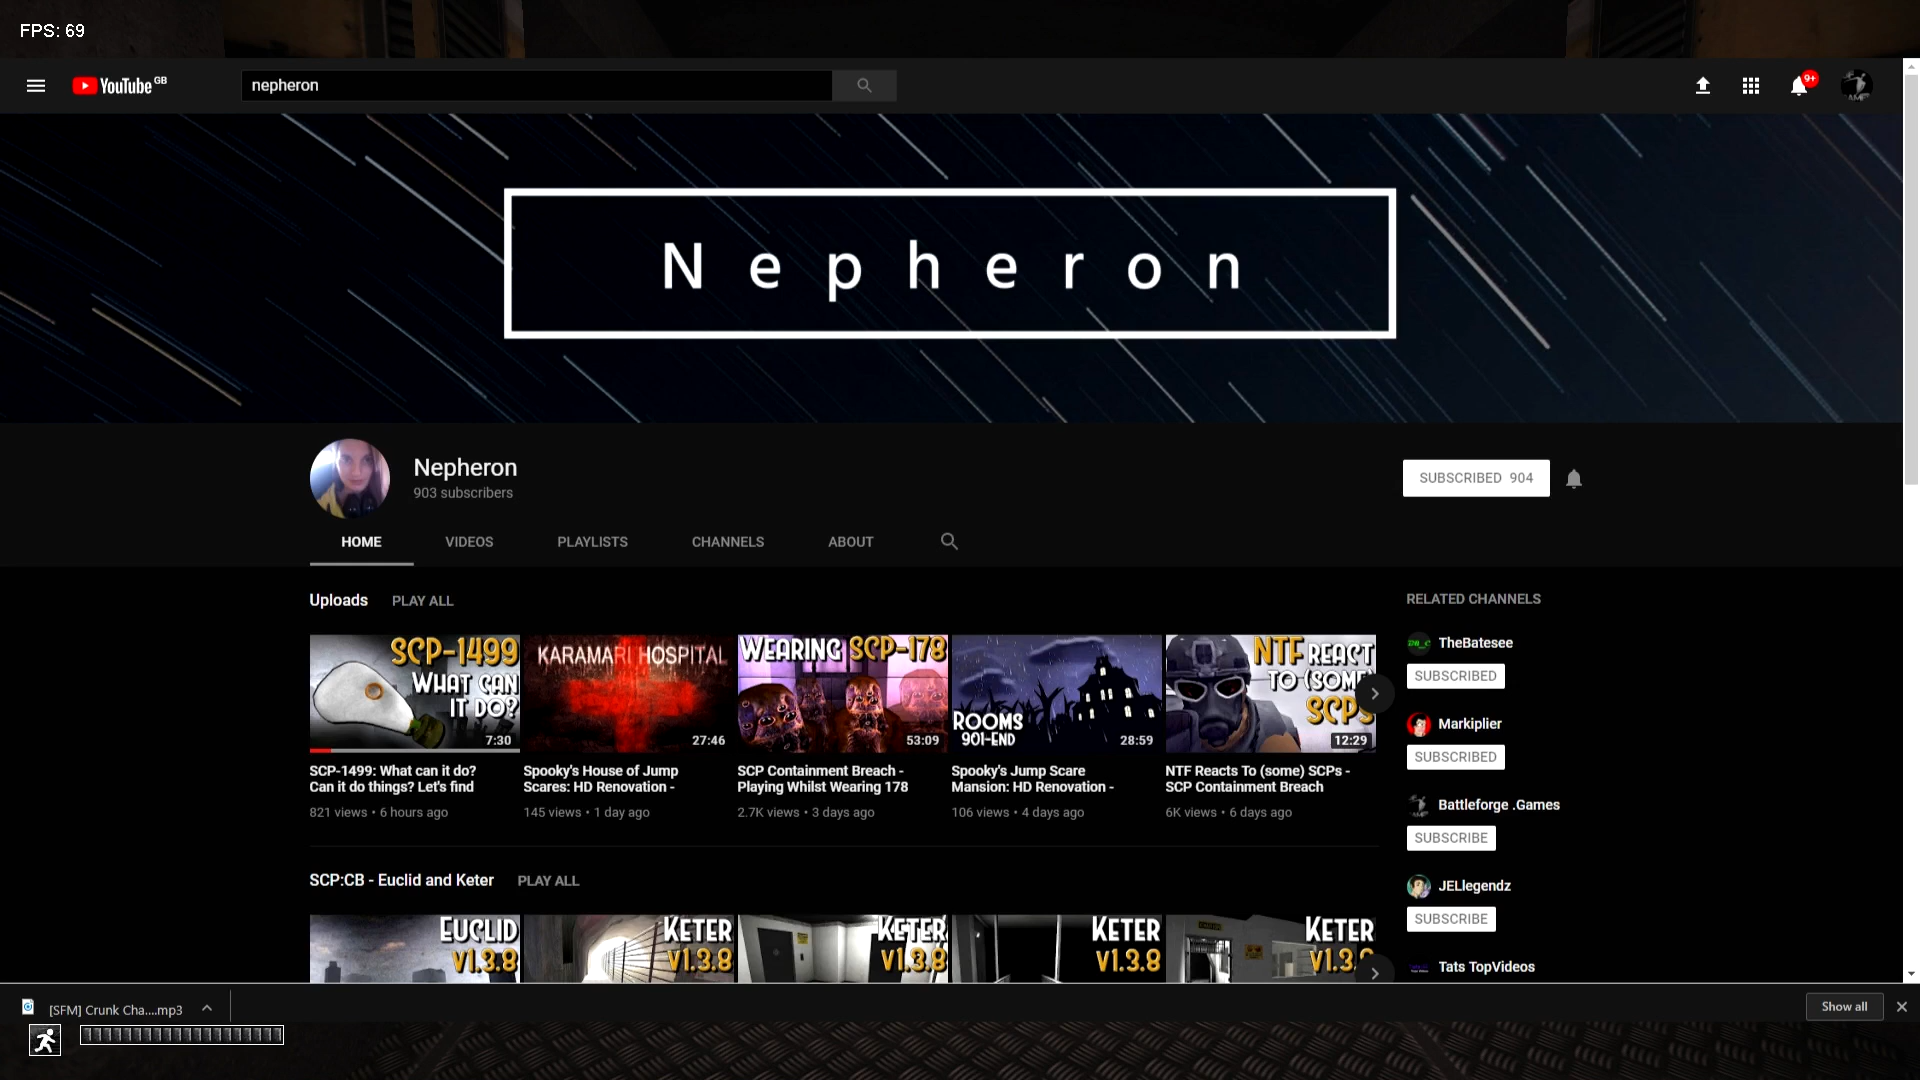 FPS: 69
YouTube GB
nepheron
9+
Nepheron
Nepheron
903 subscribers
SUBSCRIBED 904
HOME
VIDEOS
PLAYLISTS
CHANNELS
ABOUT
Uploads
PLAY ALL
SCP-1499
WHAT CAN
IT DO?
7:30
SCP-1499: What can it do?
Can it do things? Let's find
821 views • 6 hours ago
KARAMARI HOSPITAL
27:46
Spooky's House of Jump
Scares: HD Renovation -
145 views • 1 day ago
WEARING SCP-178
53:09
SCP Containment Breach -
Playing Whilst Wearing 178
2.7K views • 3 days ago
ROOMS
901-END
28:59
Spooky's Jump Scare
Mansion: HD Renovation -
106 views • 4 days ago
NTF REACT
TO (SOME)
SCPS
12:29
NTF Reacts To (some) SCPs -
SCP Containment Breach
6K views • 6 days ago
SCP:CB - Euclid and Keter
PLAY ALL
EUCLID
V1.3.8
KETER
V1.3.8
KETER
V1.3.8
KETER
V1.3.8
KETER
V1.3.
RELATED CHANNELS
TheBatesee
SUBSCRIBED
Markiplier
SUBSCRIBED
Battleforge .Games
SUBSCRIBE
JELlegendz
SUBSCRIBE
Tats TopVideos
[SFM] Crunk Cha....mp3
Show all